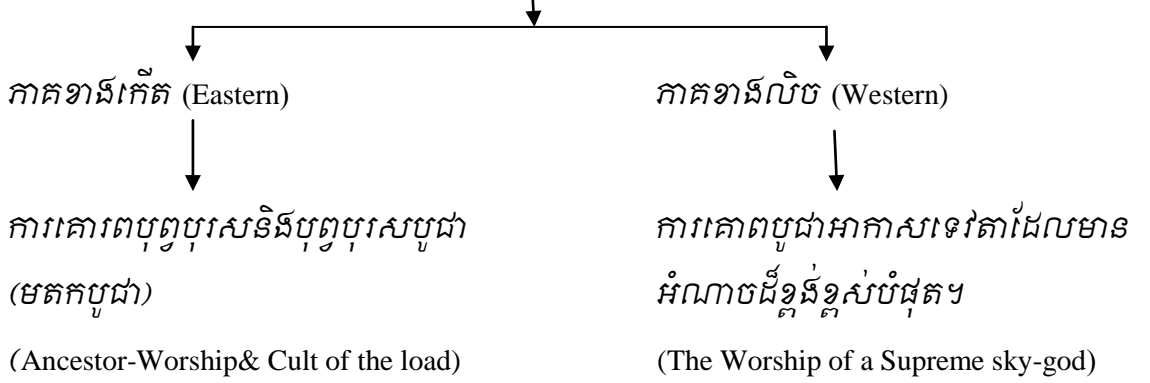 ភាគខាងកើត (Eastern)
ភាគខាងលិច (Western)
ការគោរពបុព្វបុរសនិងបុព្វបុរសបូជា
(មតកបូជា)
(Ancestor-Worship& Cult of the load)
ការគោពបូជាអាកាសទេវតាដែលមាន
អំណាចដ៏ខ្ពង់ខ្ពស់បំផុត។
(The Worship of a Supreme sky-god)